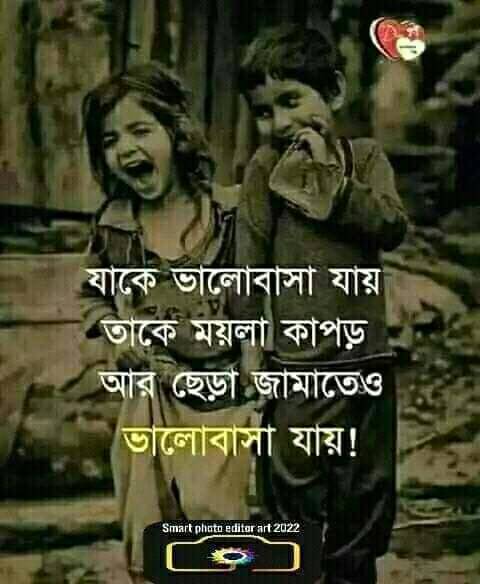 যাকে ভালোবাসা যায়
তাকে ময়লা কাপড়
আর ছেড়া জামাতেও
ভালোবাসা যায়!
Smart photo editor art 2022